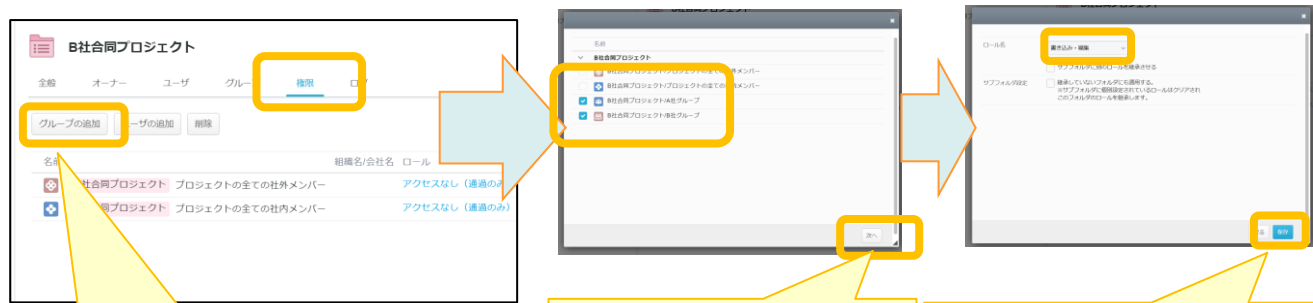 B社合同プロジェクト
全般 オーナー ユーザ グルー 権限 ログ
グループの追加 ーザの追加 削除
名前 組織名/会社名 ロール
社合同プロジェクト プロジェクトの全ての社外メンバー アクセスなし（通過のみ
同プロジェクト プロジェクトの全ての社内メンバー アクセスなし（通過のみ）
名前
B社合同プロジェクト
B社合同プロジェクト/プロジェクトの全ての社外メンバー
B社合同プロジェクト/プロジェクトの全ての社内メンバー
B社合同プロジェクト/A社グループ
B社合同プロジェクト/B社グループ
次へ
ロール名 書き込み・編集
サブフォルダに別のロールを継承させる
サブフォルダ設定 継承していないフォルダにも適用する。
※サブフォルダに個別設定されているロールはクリアされ
このフォルダのロールを継承します。
保存